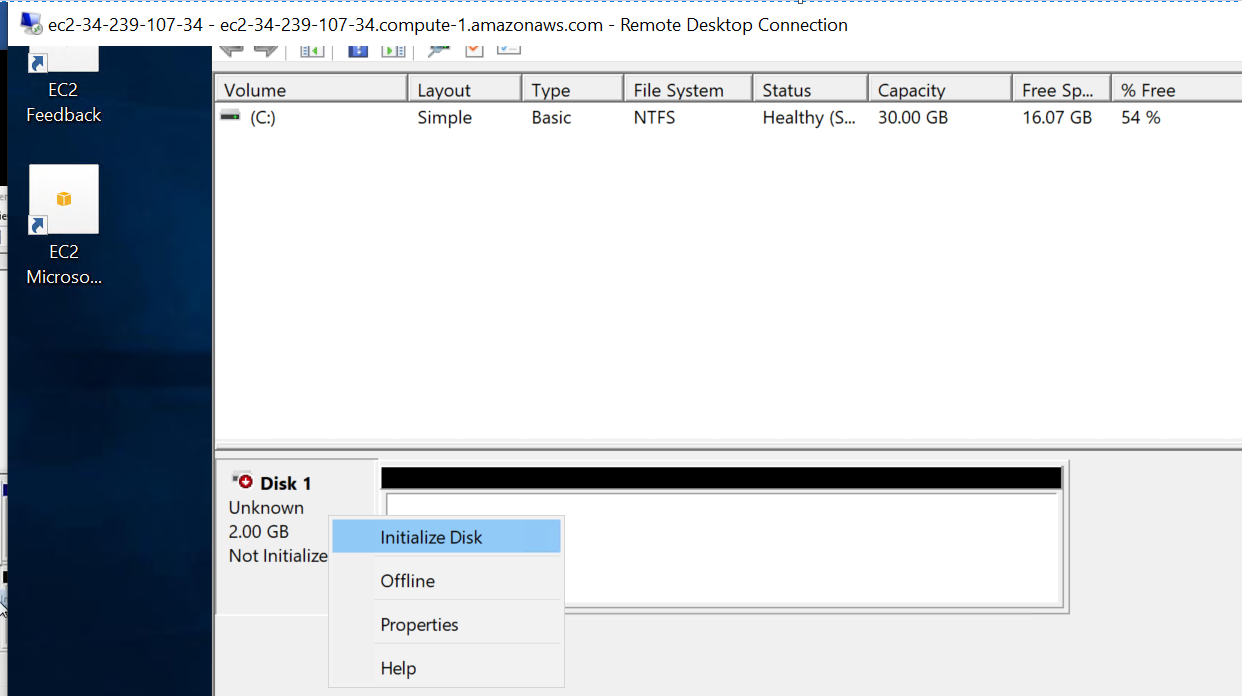 ec2-34-239-107-34 - ec2-34-239-107-34.compute-1.amazonaws.com - Remote Desktop Connection
EC2
Feedback
EC2
Microso...
Volume Layout Type File System Status Capacity Free Sp... % Free
(C:) Simple Basic NTFS Healthy (S... 30.00 GB 16.07 GB 54 %
Disk 1
Unknown
2.00 GB
Not Initialize
Initialize Disk
Offline
Properties
Help